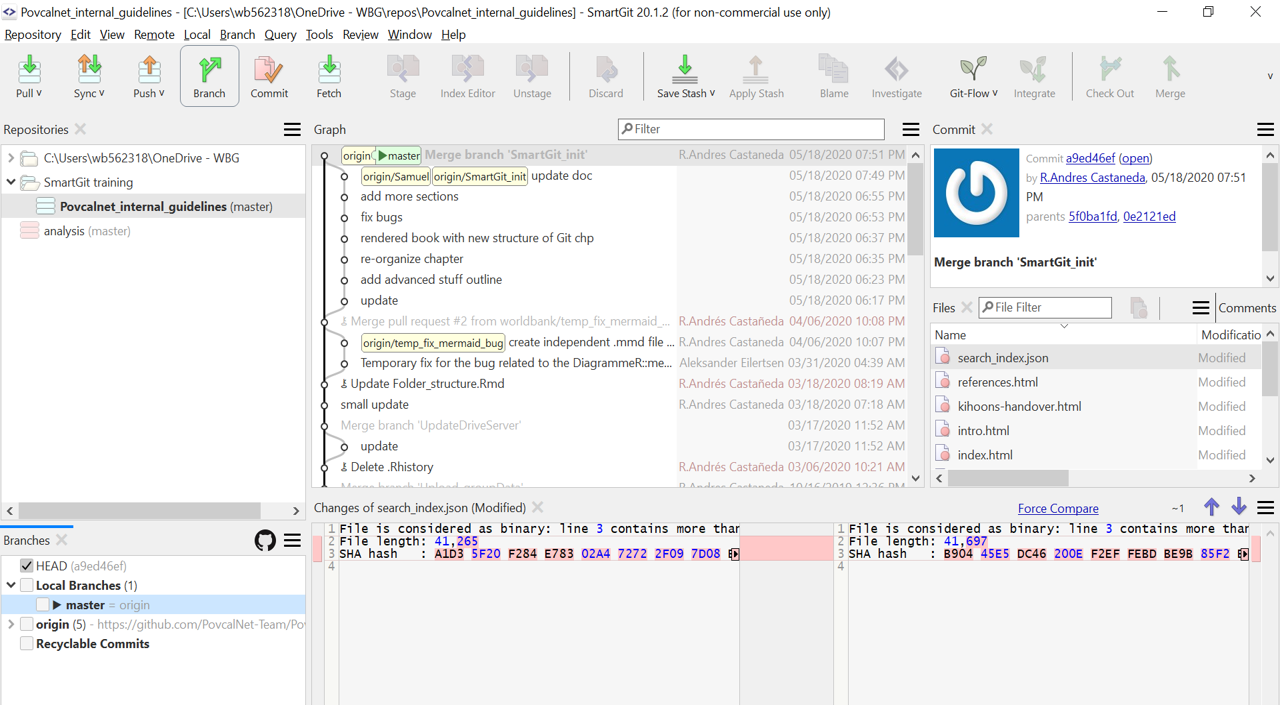 Povcalnet_internal_guidelines - [C:\Users\wb562318\OneDrive - WBG\repos\Povcalnet_internal_guidelines] - SmartGit 20.1.2 (for non-commercial use only)
Repository Edit View Remote Local Branch Query Tools Review Window Help
Pull Sync Push Branch Commit Fetch Stage Index Editor Unstage Discard Save Stash Apply Stash Blame Investigate Git-Flow Integrate Check Out Merge
Repositories
C:\Users\wb562318\OneDrive - WBG
SmartGit training
Povcalnet_internal_guidelines (master)
analysis (master)
Graph
Filter
origin master Merge branch 'SmartGit_init' R.Andres Castaneda 05/18/2020 07:51 PM
origin/Samuel origin/SmartGit_init update doc 05/18/2020 07:49 PM
add more sections 05/18/2020 06:55 PM
fix bugs 05/18/2020 06:53 PM
rendered book with new structure of Git chp 05/18/2020 06:37 PM
re-organize chapter 05/18/2020 06:35 PM
add advanced stuff outline 05/18/2020 06:23 PM
update 05/18/2020 06:17 PM
Merge pull request #2 from worldbank/temp_fix_mermaid_... R.Andrés Castañeda 04/06/2020 10:08 PM
origin/temp_fix_mermaid_bug create independent .mmd file ... R.Andres Castaneda 04/06/2020 10:07 PM
Temporary fix for the bug related to the DiagrammeR::me... Aleksander Eilertsen 03/31/2020 04:39 AM
Update Folder_structure.Rmd R.Andrés Castañeda 03/18/2020 08:19 AM
small update R.Andres Castaneda 03/18/2020 07:18 AM
Merge branch 'UpdateDriveServer' 03/17/2020 11:52 AM
update 03/17/2020 11:52 AM
Delete .Rhistory R.Andrés Castañeda 03/06/2020 10:21 AM
Merge branch 'Upload_groupData' R.Andres Castaneda 10/16/2019 12:36 PM
Commit
Commit a9ed46ef (open)
by R.Andres Castaneda, 05/18/2020 07:51
PM
parents 5f0ba1fd, 0e2121ed
Merge branch 'SmartGit_init'
Files
File Filter
Comments
Name Modificatio
search_index.json Modified
references.html Modified
kihoons-handover.html Modified
intro.html Modified
index.html Modified
Branches
HEAD (a9ed46ef)
Local Branches (1)
master = origin
origin (5) - https://github.com/PovcalNet-Team/Po
Recyclable Commits
Changes of search_index.json (Modified)
Force Compare
~1
1 File is considered as binary: line 3 contains more than
2 File length: 41,265
3 SHA hash : A1D3 5F20 F284 E783 02A4 7272 2F09 7D08
4
1 File is considered as binary: line 3 contains more than
2 File length: 41,697
3 SHA hash : B904 45E5 DC46 200E F2EF FEBD BE9B 85F2
4